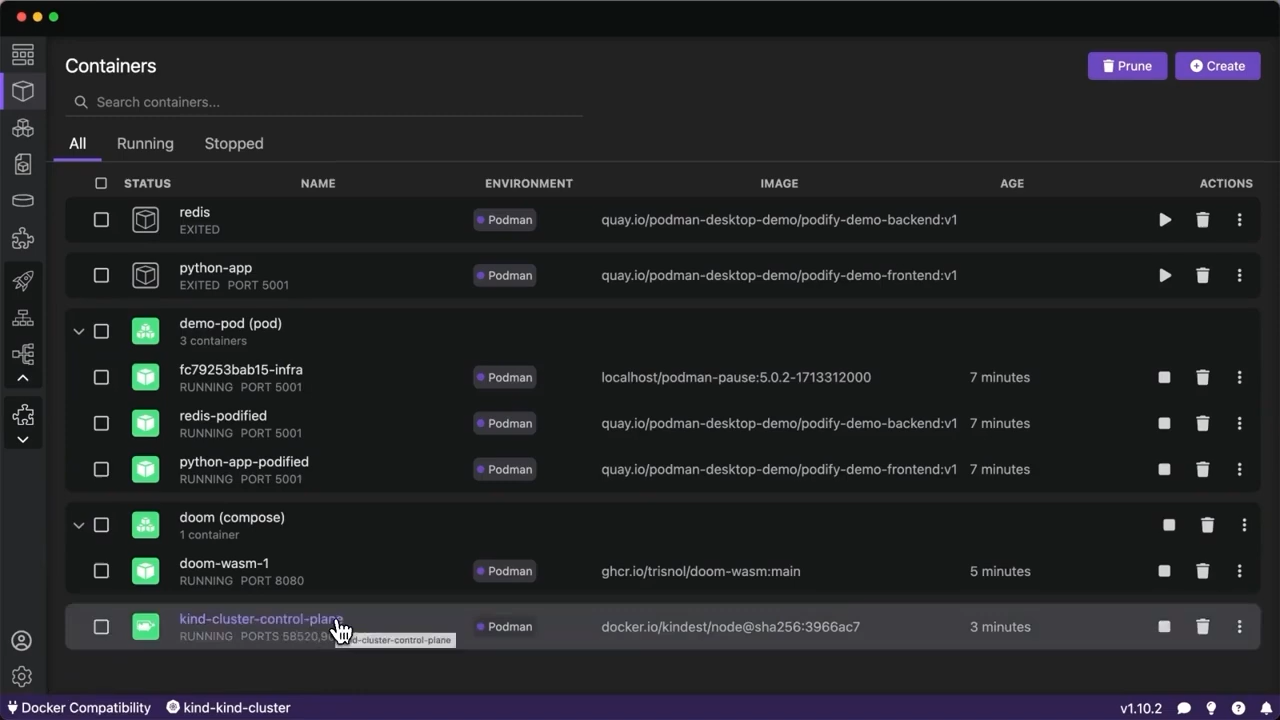 Containers
Prune
Create
Search containers...
All Running Stopped
STATUS NAME ENVIRONMENT IMAGE AGE ACTIONS
redis
EXITED
Podman
quay.io/podman-desktop-demo/podify-demo-backend:v1
python-app
EXITED PORT 5001
Podman
quay.io/podman-desktop-demo/podify-demo-frontend:v1
demo-pod (pod)
3 containers
fc79253bab15-infra
RUNNING PORT 5001
Podman
localhost/podman-pause:5.0.2-1713312000
7 minutes
redis-podified
RUNNING PORT 5001
Podman
quay.io/podman-desktop-demo/podify-demo-backend:v1
7 minutes
python-app-podified
RUNNING PORT 5001
Podman
quay.io/podman-desktop-demo/podify-demo-frontend:v1
7 minutes
doom (compose)
1 container
doom-wasm-1
RUNNING PORT 8080
Podman
ghcr.io/trisnol/doom-wasm:main
5 minutes
kind-cluster-control-plane
RUNNING PORTS
Podman
docker.io/kindest/node@sha256:3966ac7
3 minutes
Docker Compatibility
kind-kind-cluster
v1.10.2